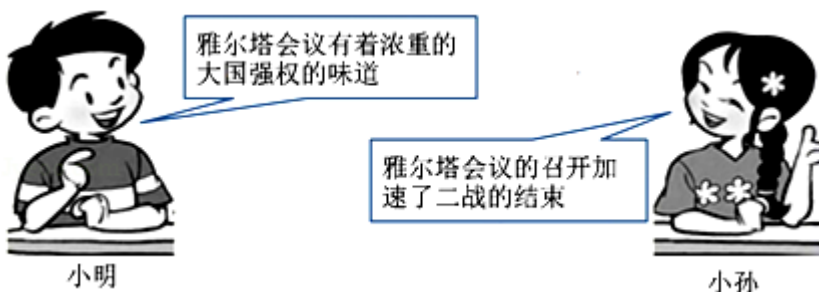 雅尔塔会议有着浓重的
大国强权的味道
雅尔塔会议的召开加
速了二战的结束
小明
小孙